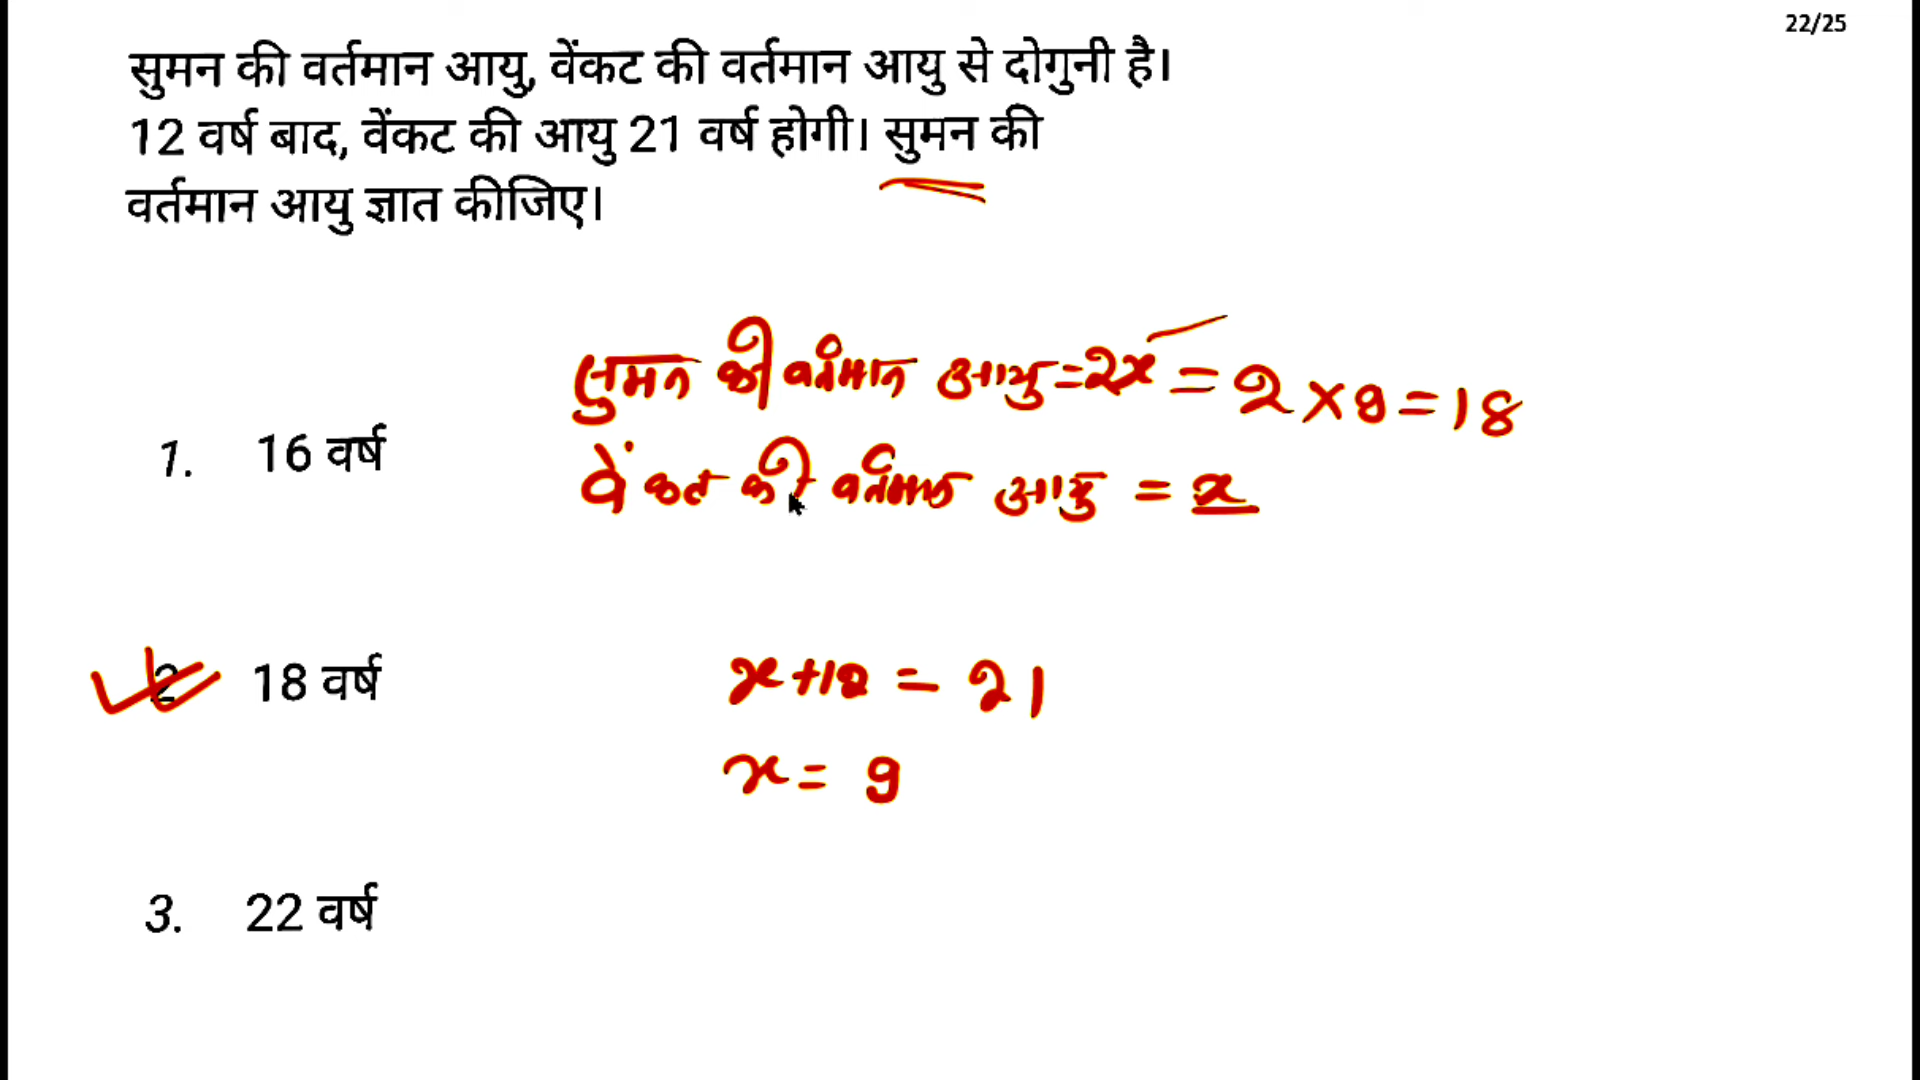 22/25
सुमन की वर्तमान आयु, वेंकट की वर्तमान आयु से दोगुनी है।
12 वर्ष बाद, वेंकट की आयु 21 वर्ष होगी। सुमन की
वर्तमान आयु ज्ञात कीजिए।
सुमन की वर्तमान आयु = 2x = 2 × 9 = 18
1. 16 वर्ष
वेंकट की वर्तमान आयु = x
2 18 वर्ष
x + 12 = 21
x = 9
3. 22 वर्ष